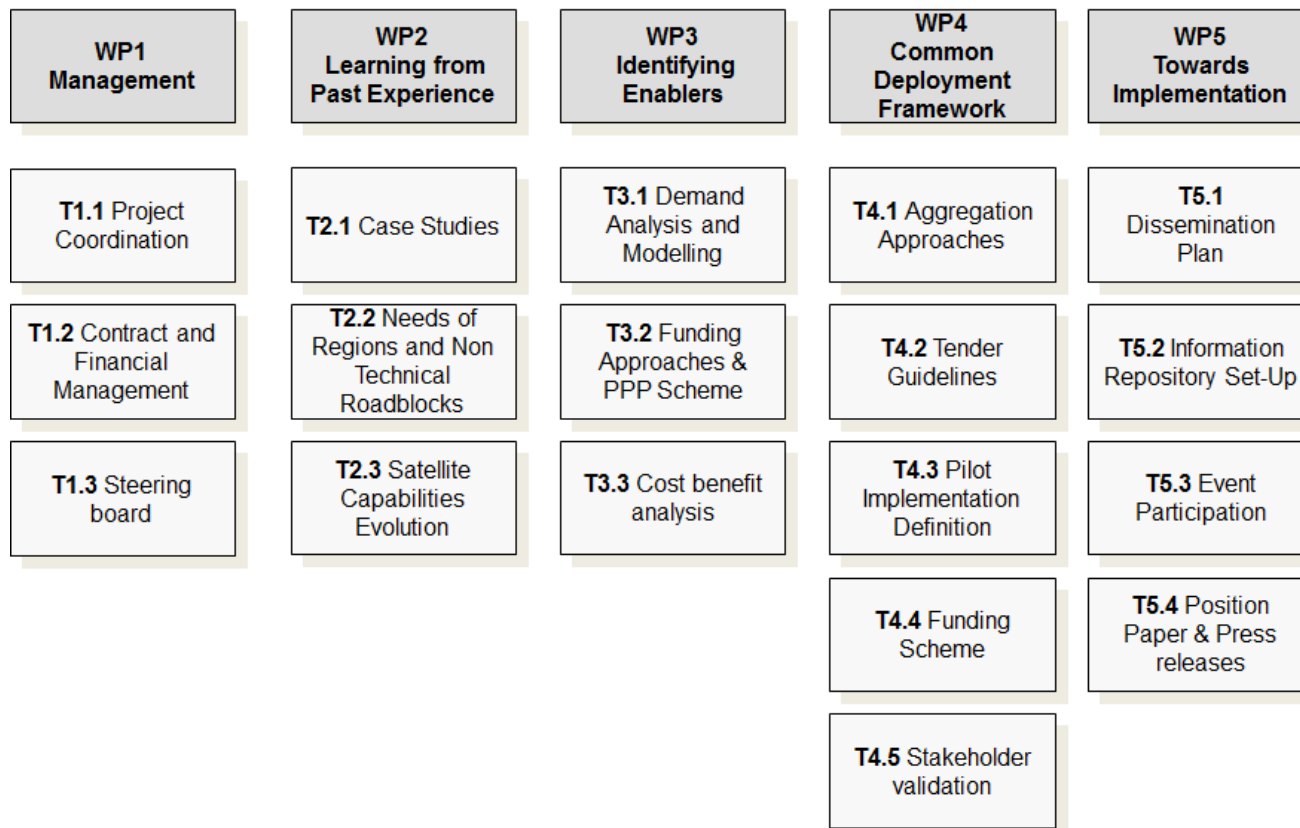 WP1
Management
WP2
Learning from
Past Experience
WP3
Identifying
Enablers
WP4
Common
Deployment
Framework
WP5
Towards
Implementation
T1.1 Project
Coordination
T2.1 Case Studies
T3.1 Demand
Analysis and
Modelling
T4.1 Aggregation
Approaches
T5.1
Dissemination
Plan
T1.2 Contract and
Financial
Management
T2.2 Needs of
Regions and Non
Technical
Roadblocks
T3.2 Funding
Approaches &
PPP Scheme
T4.2 Tender
Guidelines
T5.2 Information
Repository Set-Up
T1.3 Steering
board
T2.3 Satellite
Capabilities
Evolution
T3.3 Cost benefit
analysis
T4.3 Pilot
Implementation
Definition
T5.3 Event
Participation
T4.4 Funding
Scheme
T5.4 Position
Paper & Press
releases
T4.5 Stakeholder
validation